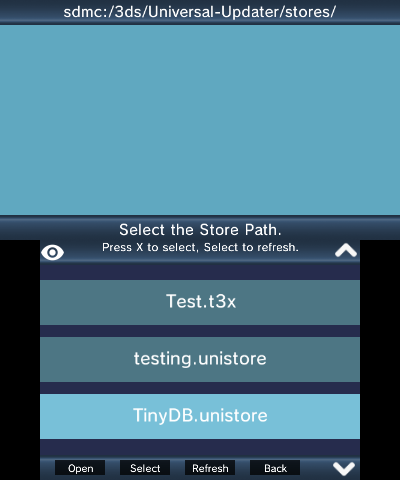 sdmc:/3ds/Universal-Updater/stores/
Select the Store Path.
Press X to select, Select to refresh.
Test.t3x
testing.unistore
TinyDB.unistore
Open Select Refresh Back